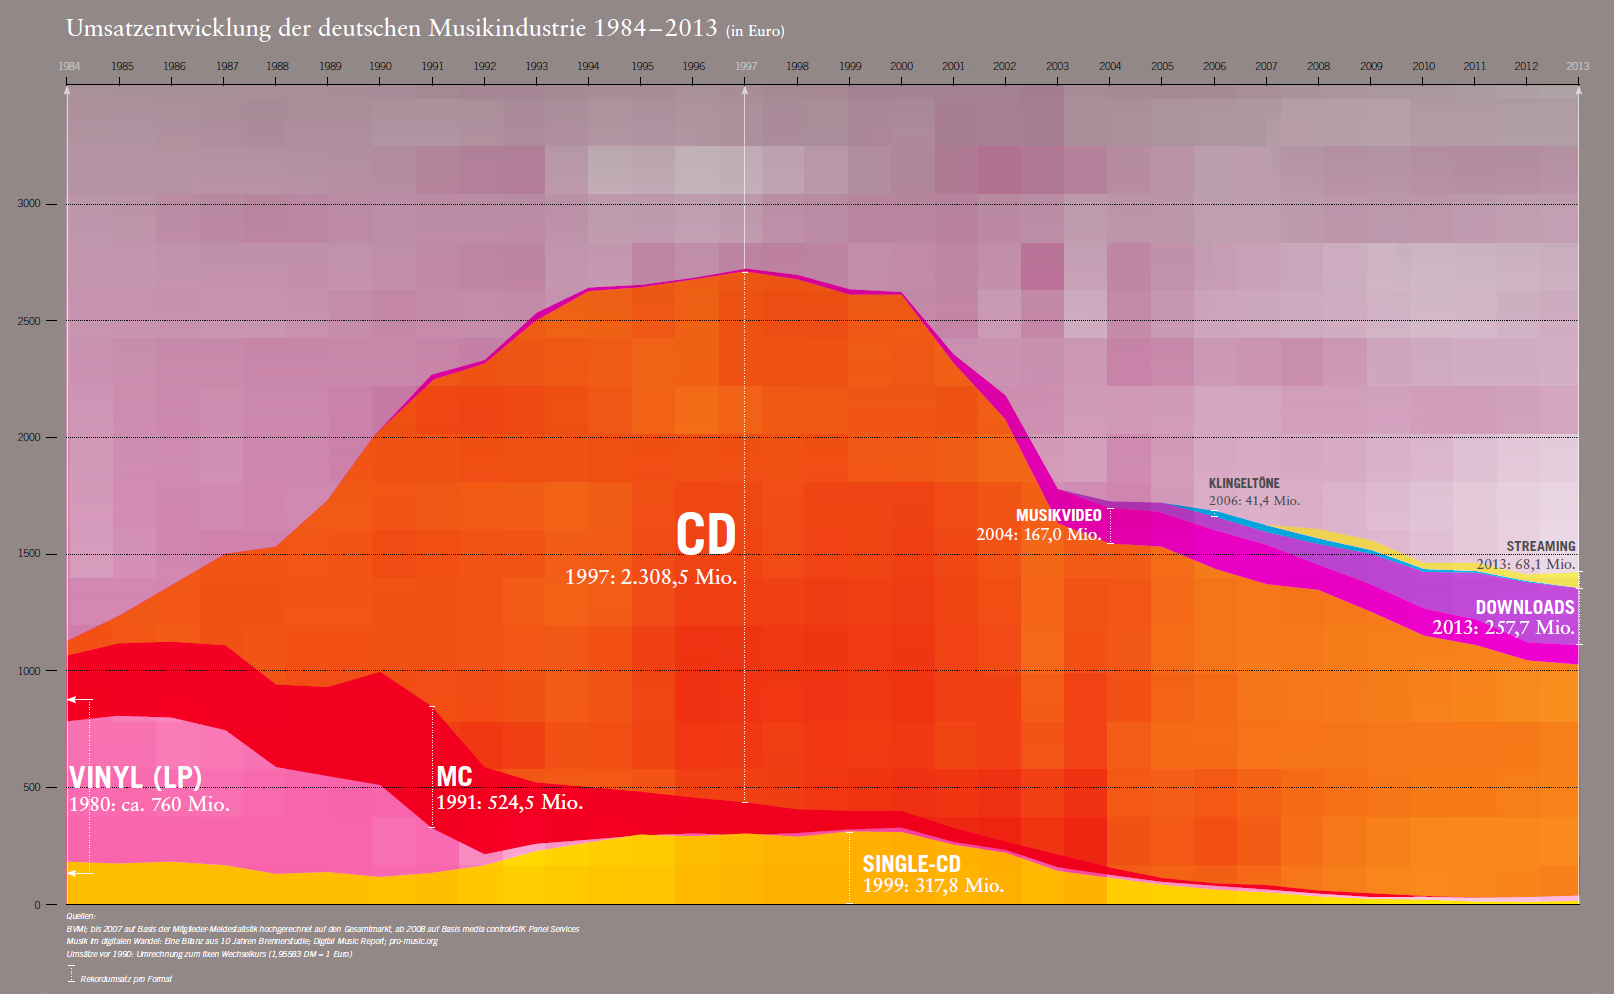 Umsatzentwicklung der deutschen Musikindustrie 1984–2013 (in Euro)
1984 1985 1986 1987 1988 1989 1990 1991 1992 1993 1994 1995 1996 1997 1998 1999 2000 2001 2002 2003 2004 2005 2006 2007 2008 2009 2010 2011 2012 2013
3000
2500
2000
1500
1000
500
0
KLINGELTÖNE
2006: 41,4 Mio.
MUSIKVIDEO
2004: 167,0 Mio.
CD
1997: 2.308,5 Mio.
STREAMING
2013: 68,1 Mio.
DOWNLOADS
2013: 257,7 Mio.
VINYL (LP)
1980: ca. 760 Mio.
MC
1991: 524,5 Mio.
SINGLE-CD
1999: 317,8 Mio.
Quellen:
BVMI; bis 2007 auf Basis der Mitglieder-Meldestatistik hochgerechnet auf den Gesamtmarkt, ab 2008 auf Basis media control/GfK Panel Services
Musik im digitalen Wandel: Eine Bilanz aus 10 Jahren Brennerstudie; Digital Music Report; pro-music.org
Umsätze vor 1990: Umrechnung zum fixen Wechselkurs (1,95583 DM = 1 Euro)
Rekordumsatz pro Format